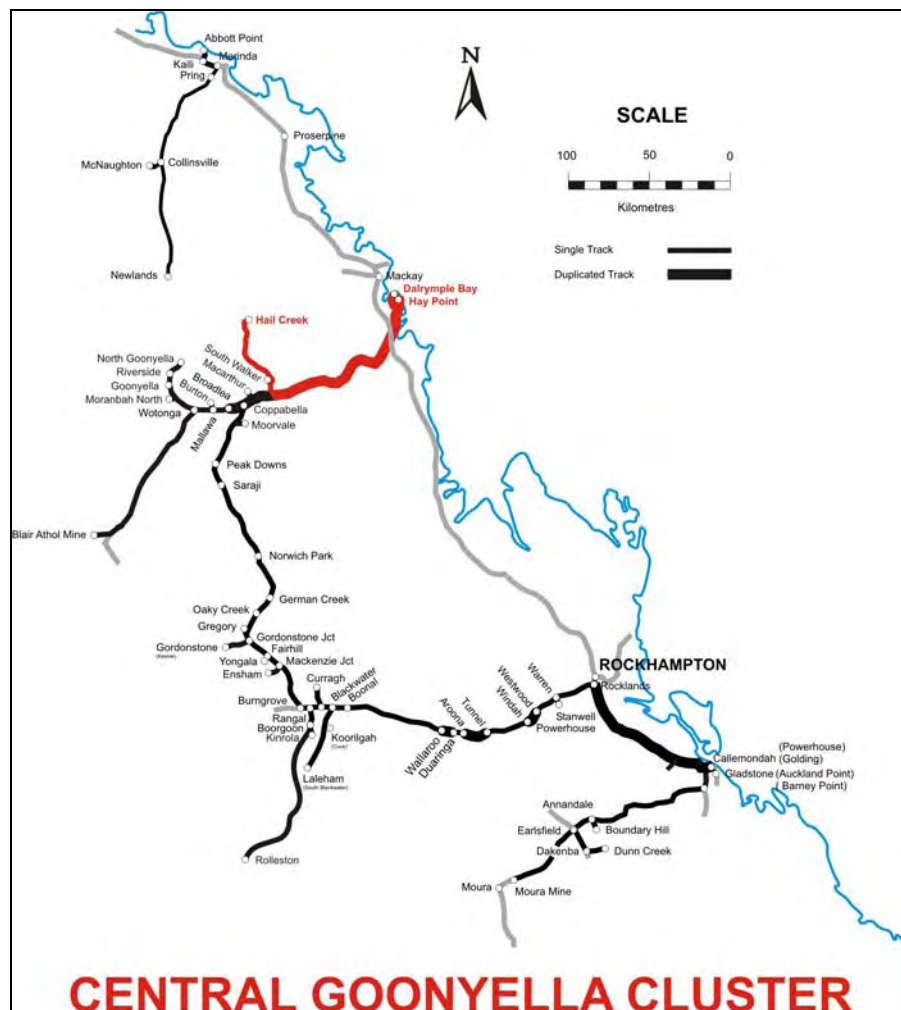 Abbott Point
Kaili
Merinda
Pring
N
SCALE
100
50
0
Kilometres
Proserpine
McNaughton
Collinsville
Single Track
Duplicated Track
Newlands
Mackay
Dalrymple Bay
Hay Point
Hail Creek
North Goonyella
Riverside
Goonyella
Moranbah North
Wotonga
South Walker
Macarthur
Broadlea
Burton
Mallawa
Coppabella
Moorvale
Peak Downs
Saraji
Blair Athol Mine
Norwich Park
German Creek
Oaky Creek
Gregory
Gordonstone Jct
Gordonstone
(Kestrel)
Fairhill
Yongala
Mackenzie Jct
Ensham
Curragh
Blackwater
Boonal
Burngrove
Rangal
Boorgoon
Kinrola
Koorilgah
(Cook)
Laleham
(South Blackwater)
Rolleston
Wallaroo
Duaringa
Aroona
Tunnel
Windah
Westwood
Warren
Stanwell
Powerhouse
ROCKHAMPTON
Rocklands
Callemondah
(Powerhouse)
(Golding)
Gladstone
(Auckland Point)
( Barney Point)
Annandale
Earlsfield
Boundary Hill
Dakenba
Dunn Creek
Moura
Moura Mine
CENTRAL GOONYELLA CLUSTER